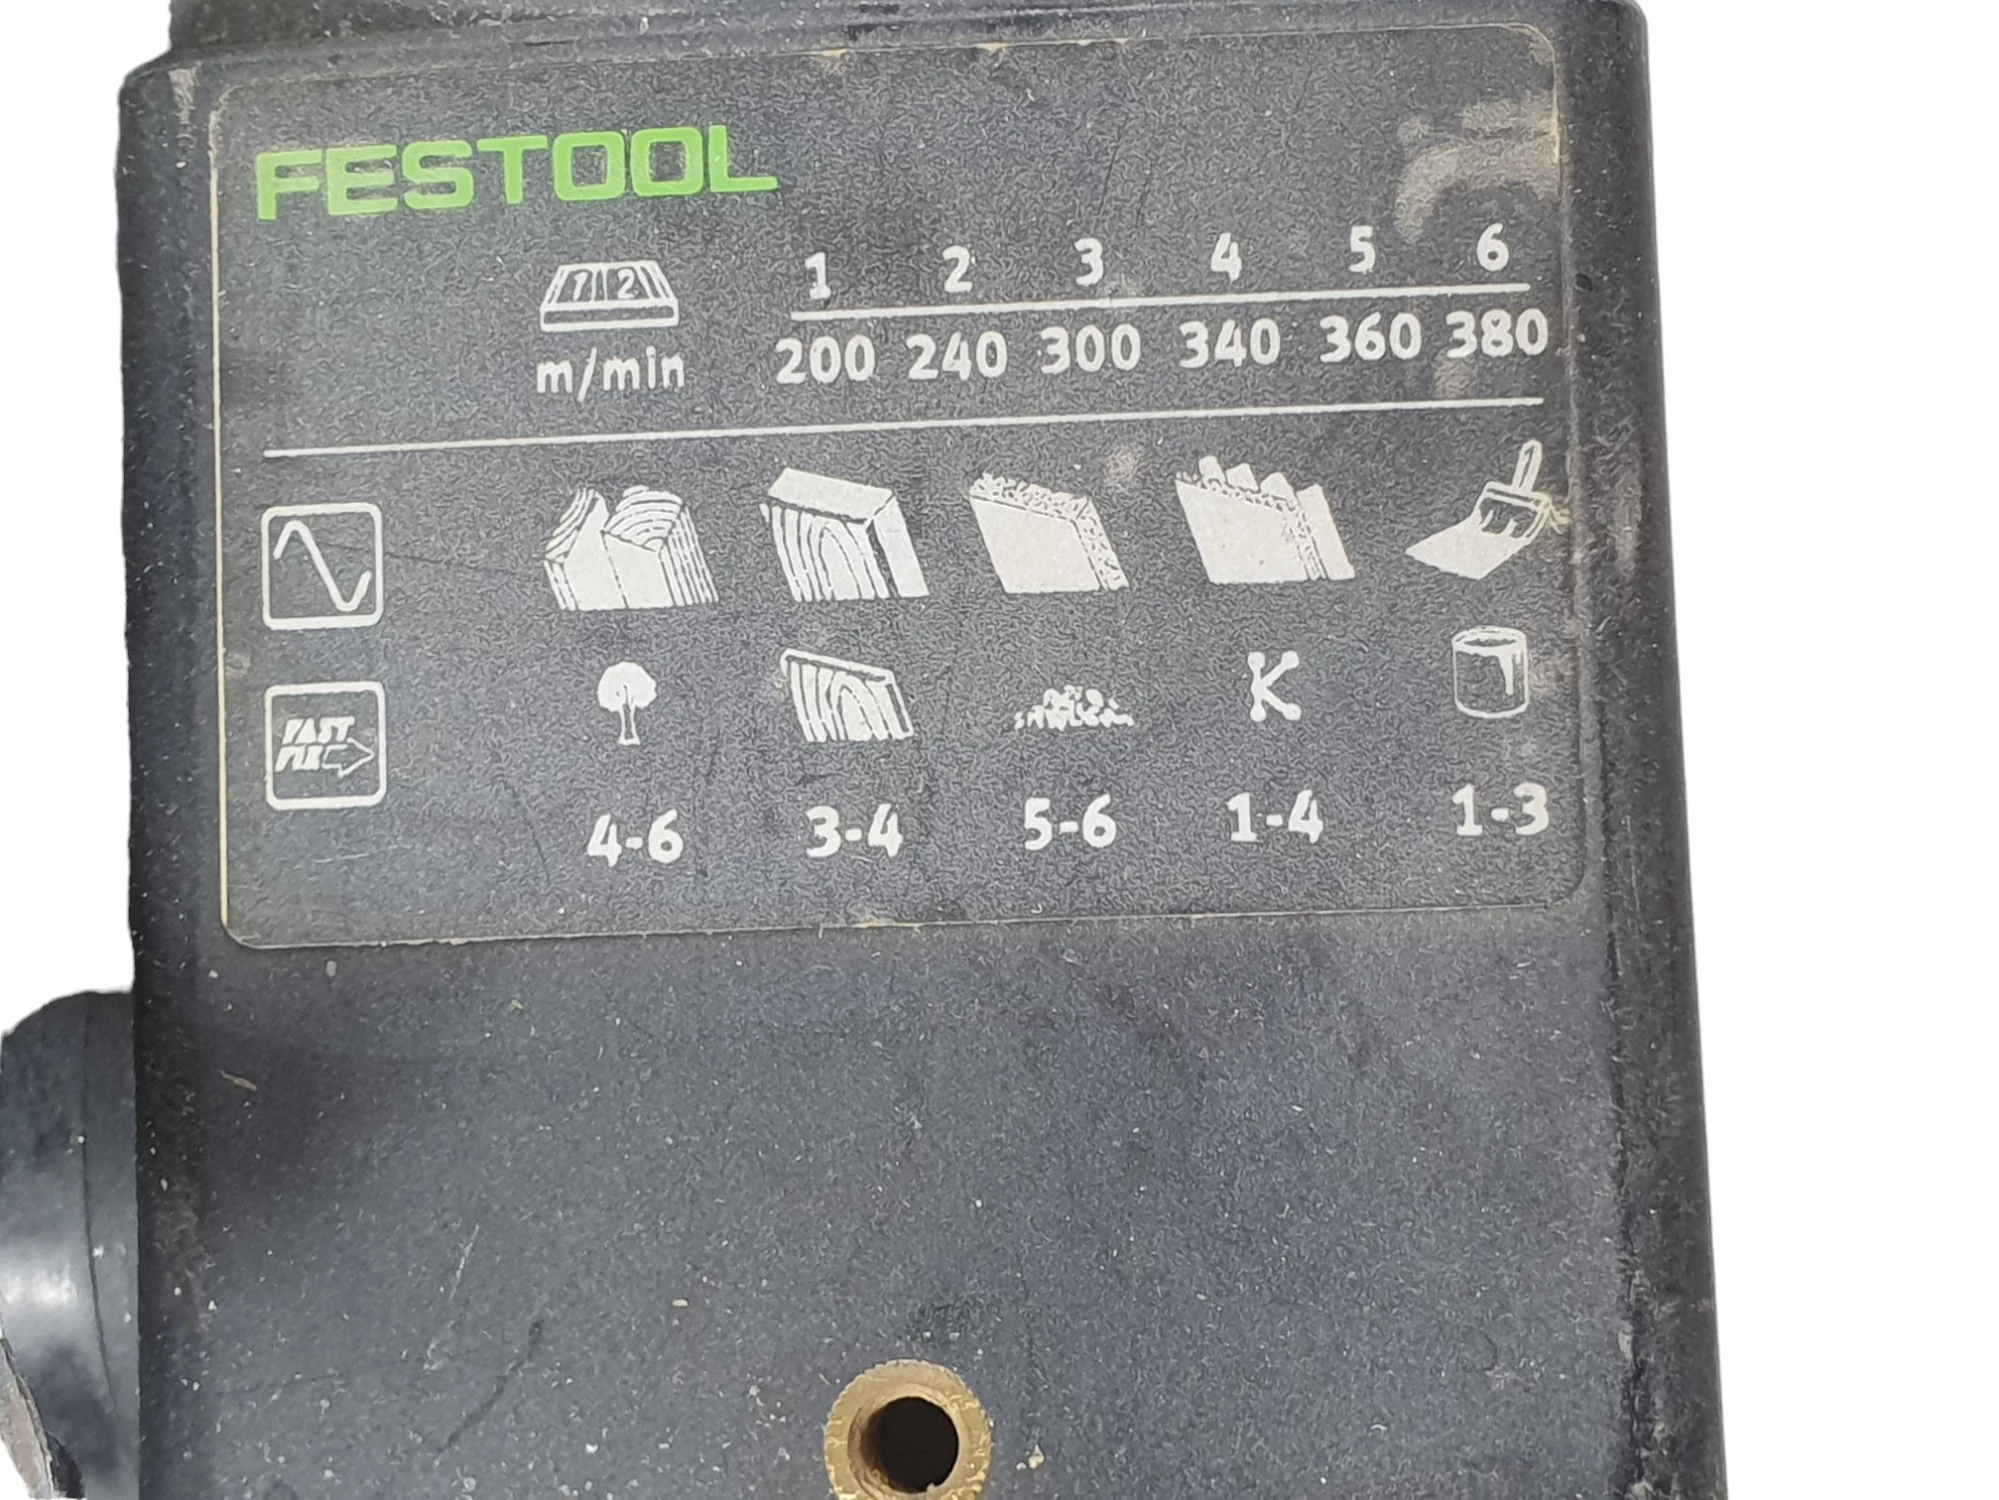 FESTOOL
1 2 1 2 3 4 5 6
m/min 200 240 300 340 360 380
FAST
FIX
K
4-6 3-4 5-6 1-4 1-3